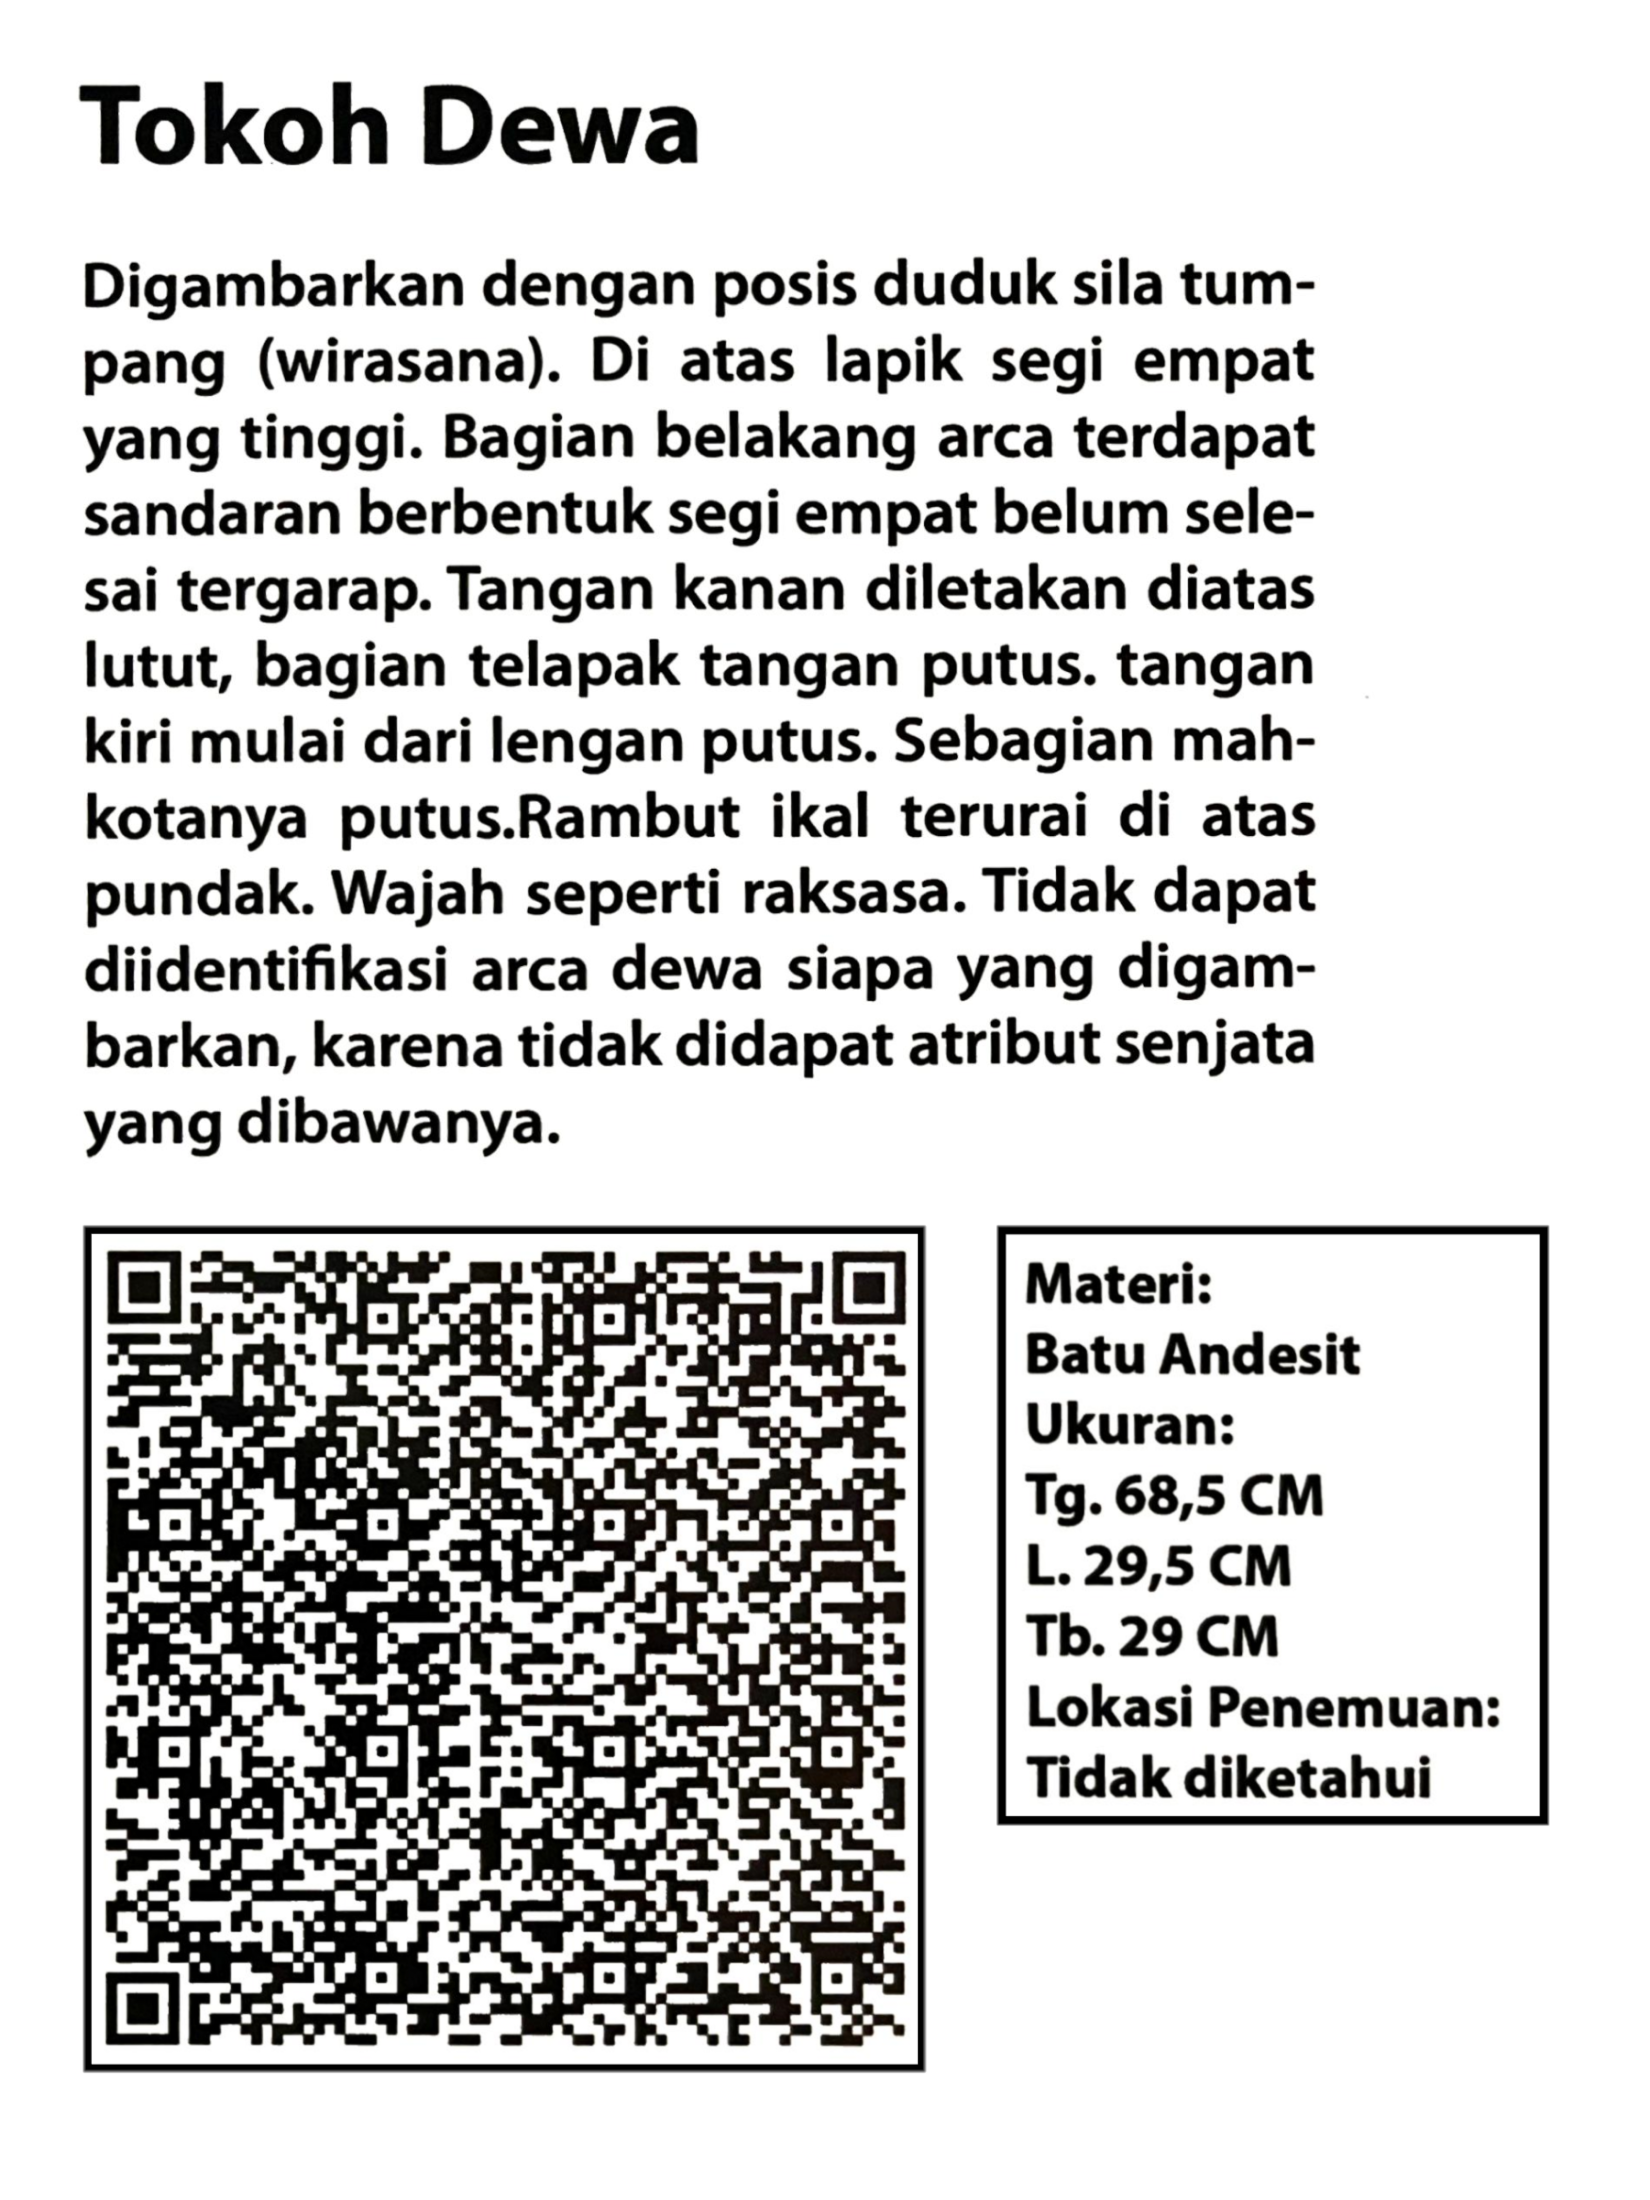 Tokoh Dewa
Digambarkan dengan posis duduk sila tum-
pang (wirasana). Di atas lapik segi empat
yang tinggi. Bagian belakang arca terdapat
sandaran berbentuk segi empat belum sele-
sai tergarap. Tangan kanan diletakan diatas
lutut, bagian telapak tangan putus. tangan
kiri mulai dari lengan putus. Sebagian mah-
kotanya putus.Rambut ikal terurai di atas
pundak. Wajah seperti raksasa. Tidak dapat
diidentifikasi arca dewa siapa yang digam-
barkan, karena tidak didapat atribut senjata
yang dibawanya.
Materi:
Batu Andesit
Ukuran:
Tg. 68,5 CM
L. 29,5 CM
Tb. 29 CM
Lokasi Penemuan:
Tidak diketahui